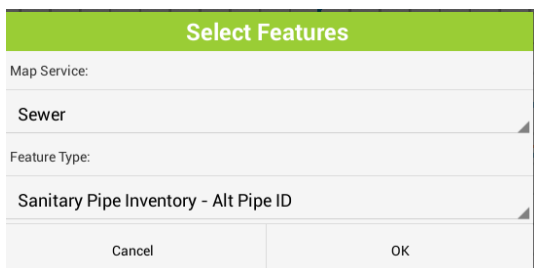 Select Features
Map Service:
Sewer
Feature Type:
Sanitary Pipe Inventory - Alt Pipe ID
Cancel OK